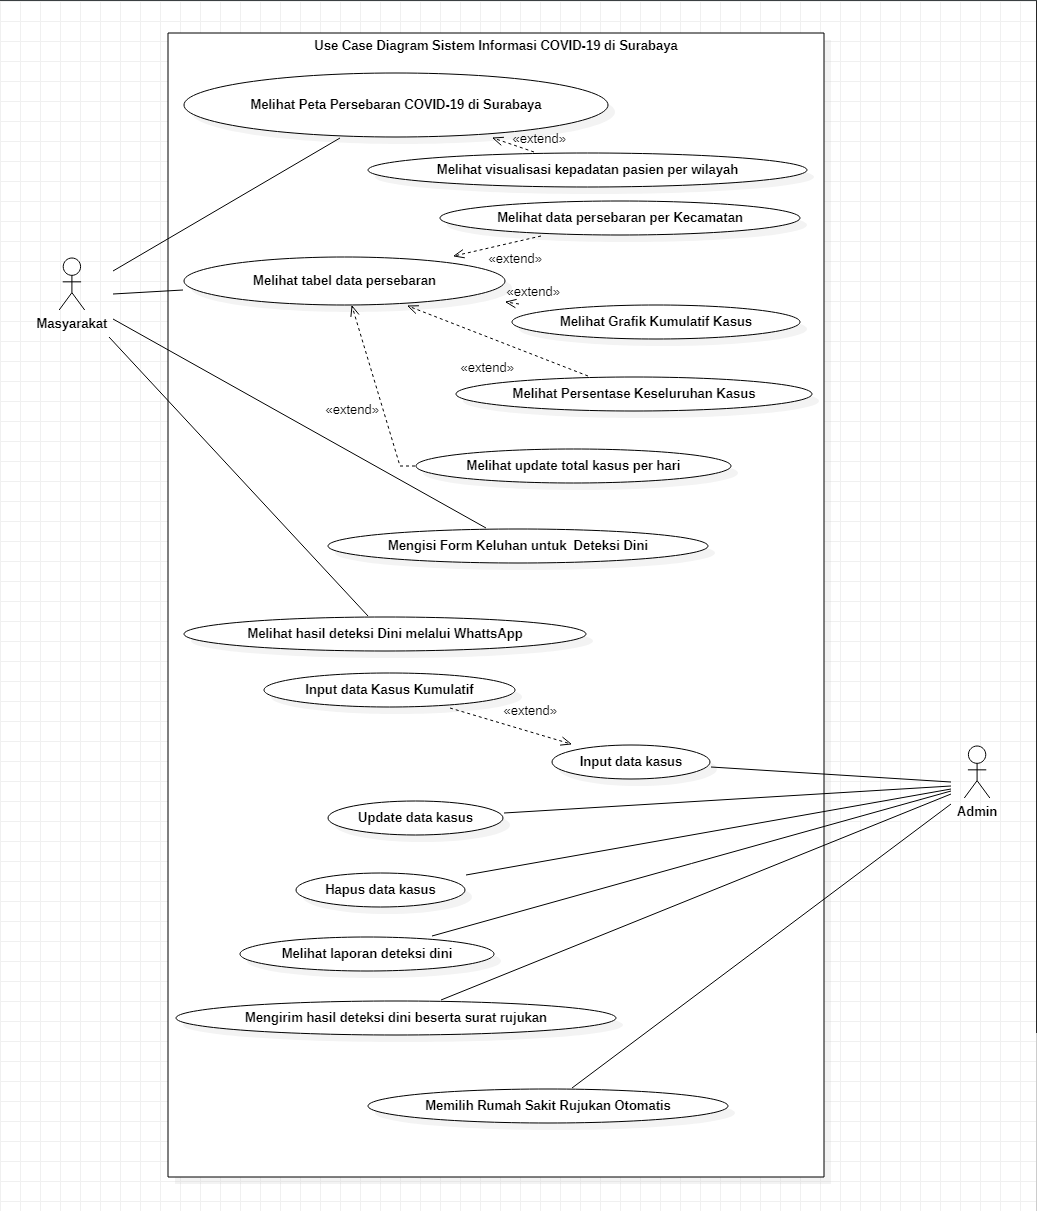 Use Case Diagram Sistem Informasi COVID-19 di Surabaya
Melihat Peta Persebaran COVID-19 di Surabaya
«extend»
Melihat visualisasi kepadatan pasien per wilayah
Melihat data persebaran per Kecamatan
«extend»
Melihat tabel data persebaran
«extend»
Melihat Grafik Kumulatif Kasus
Masyarakat
«extend»
Melihat Persentase Keseluruhan Kasus
«extend»
Melihat update total kasus per hari
Mengisi Form Keluhan untuk  Deteksi Dini
Melihat hasil deteksi Dini melalui WhattsApp
Input data Kasus Kumulatif
«extend»
Input data kasus
Admin
Update data kasus
Hapus data kasus
Melihat laporan deteksi dini
Mengirim hasil deteksi dini beserta surat rujukan
Memilih Rumah Sakit Rujukan Otomatis